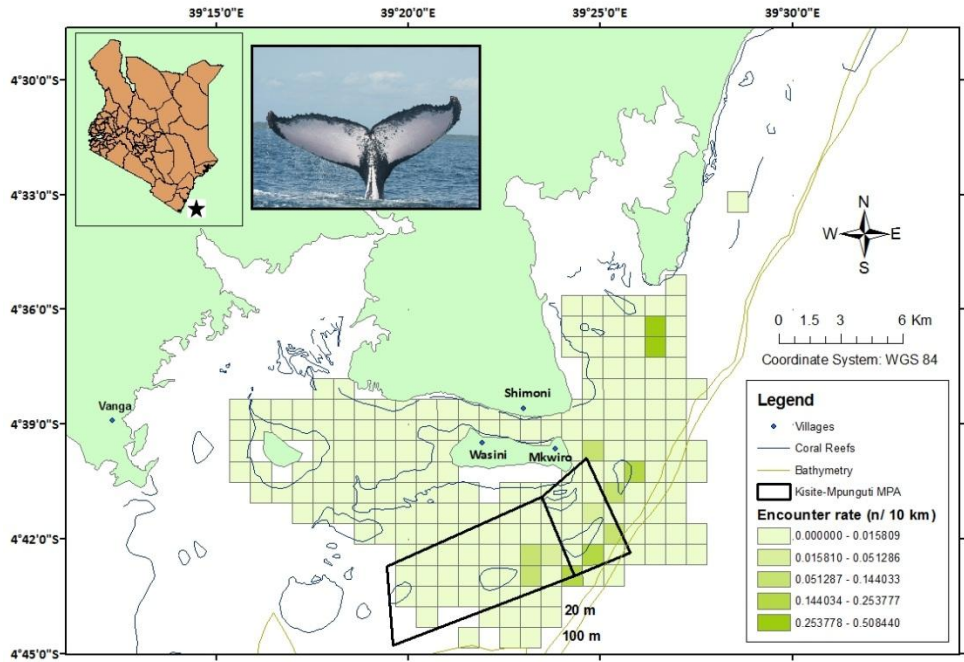 39°15'0"E 39°20'0"E 39°25'0"E 39°30'0"E
4°30'0"S
4°33'0"S
4°36'0"S
4°39'0"S
4°42'0"S
4°45'0"S
N
W E
S
0 1.5 3 6 Km
Coordinate System: WGS 84
Vanga
Shimoni
Wasini
Mkwiro
20 m
100 m
Legend
Villages
Coral Reefs
Bathymetry
Kisite-Mpunguti MPA
Encounter rate (n/ 10 km)
0.000000 - 0.015809
0.015810 - 0.051286
0.051287 - 0.144033
0.144034 - 0.253777
0.253778 - 0.508440